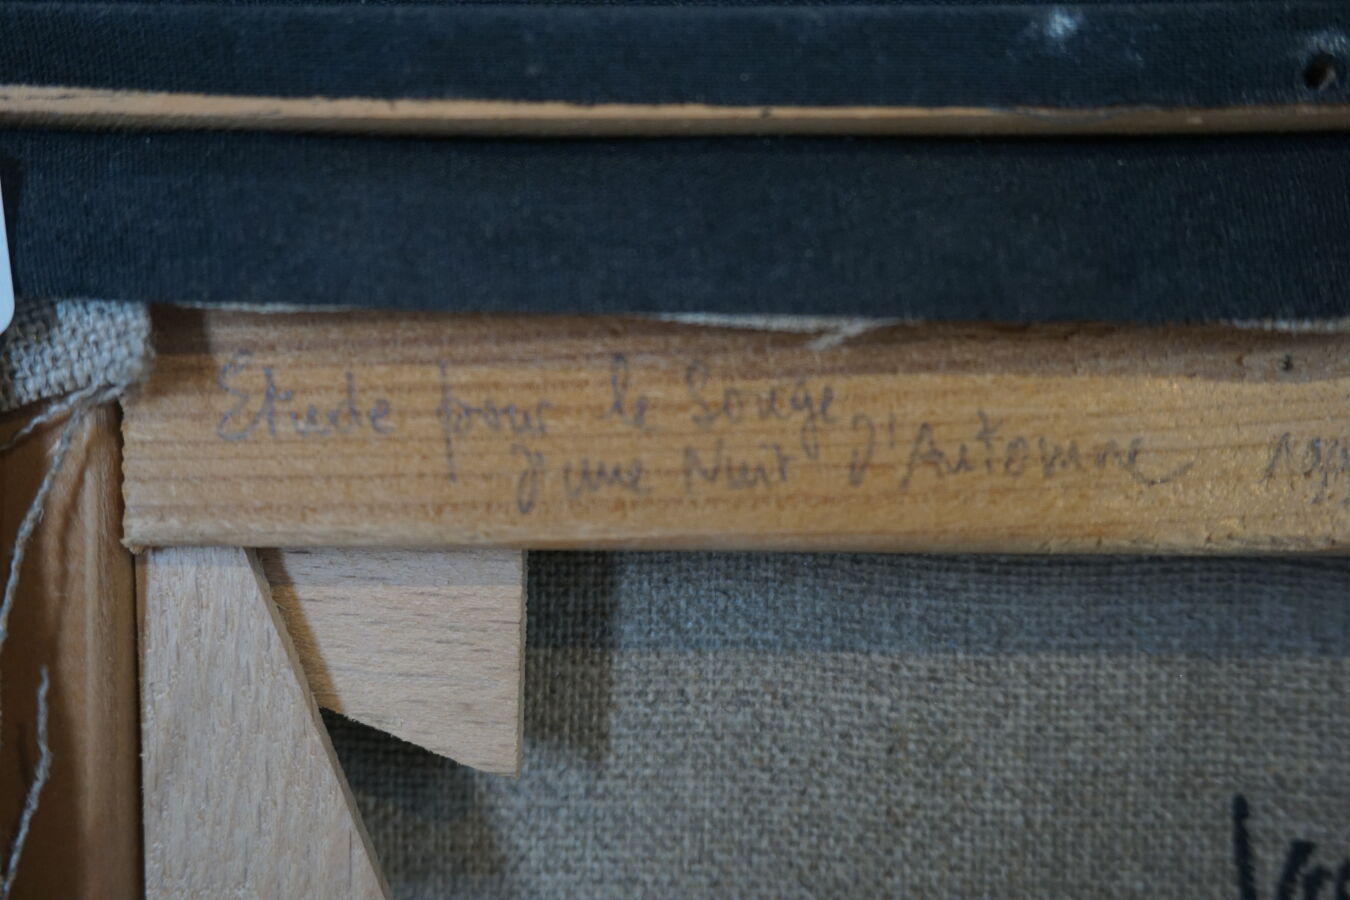 Etude pour le Songe
d'une Nuit d'Automne